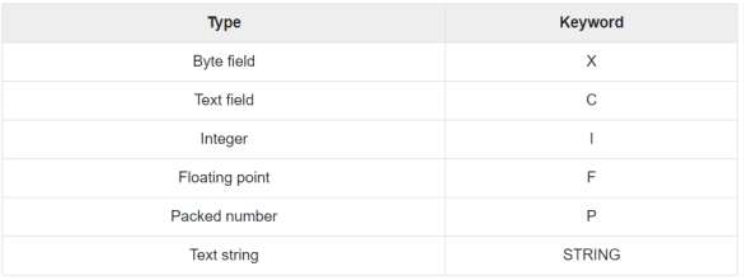 Type Keyword
Byte field X
Text field C
Integer I
Floating point F
Packed number P
Text string STRING